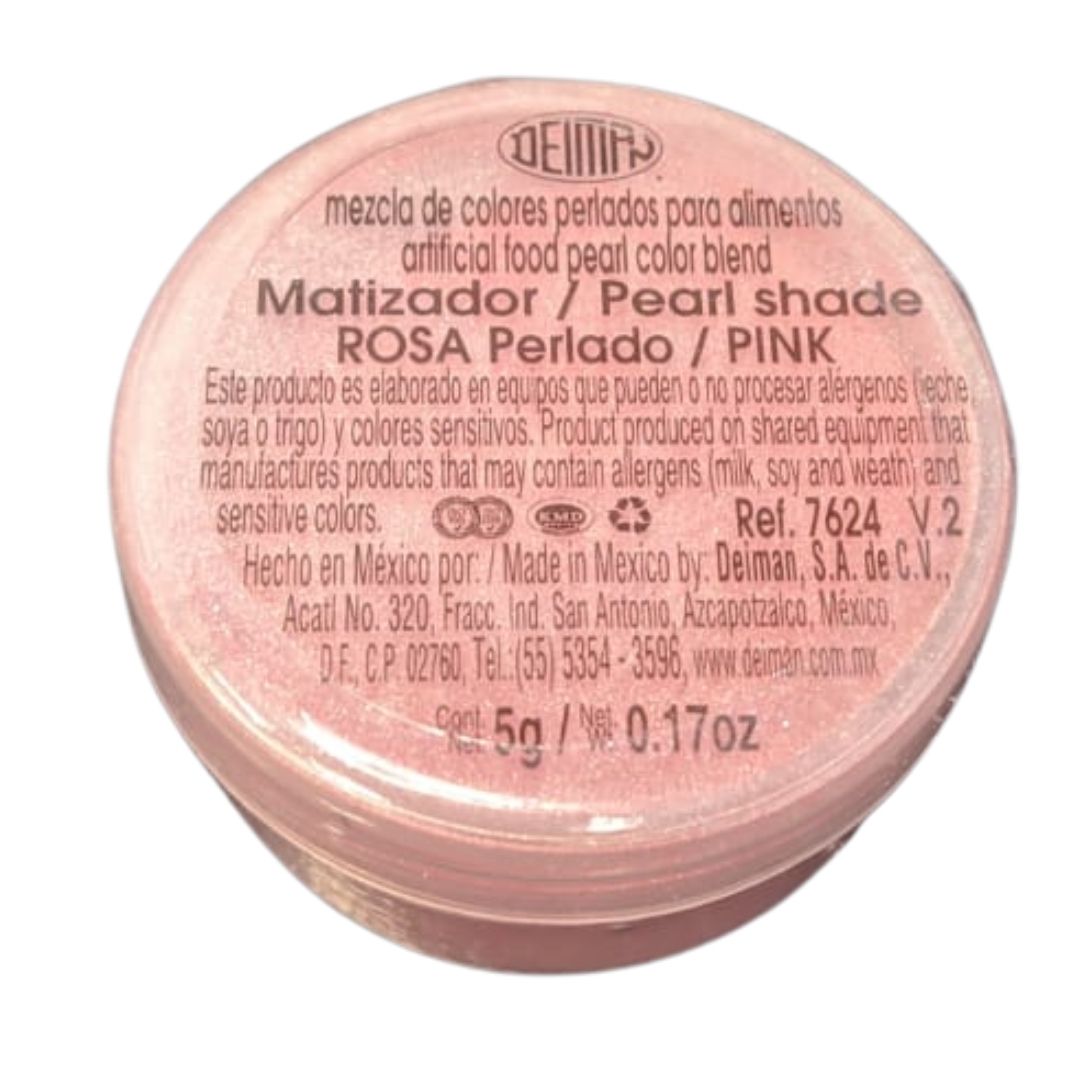 DEIMAN
mezcla de colores perlados para alimentos
artificial food pearl color blend
Matizador / Pearl shade
ROSA Perlado / PINK
Este producto es elaborado en equipos que pueden o no procesar alérgenos (leche,
soya o trigo) y colores sensitivos. Product produced on shared equipment that
manufactures products that may contain allergens (milk, soy and weath) and
sensitive colors. KMD Ref. 7624 V.2
Hecho en México por: / Made in Mexico by: Deiman, S.A. de C.V.,
Acatl No. 320, Fracc. Ind. San Antonio, Azcapotzalco, México,
D.F., C.P. 02760, Tel.:(55) 5354 - 3596, www.deiman.com.mx
Cont. Net. 5g / Net. Wt. 0.17oz